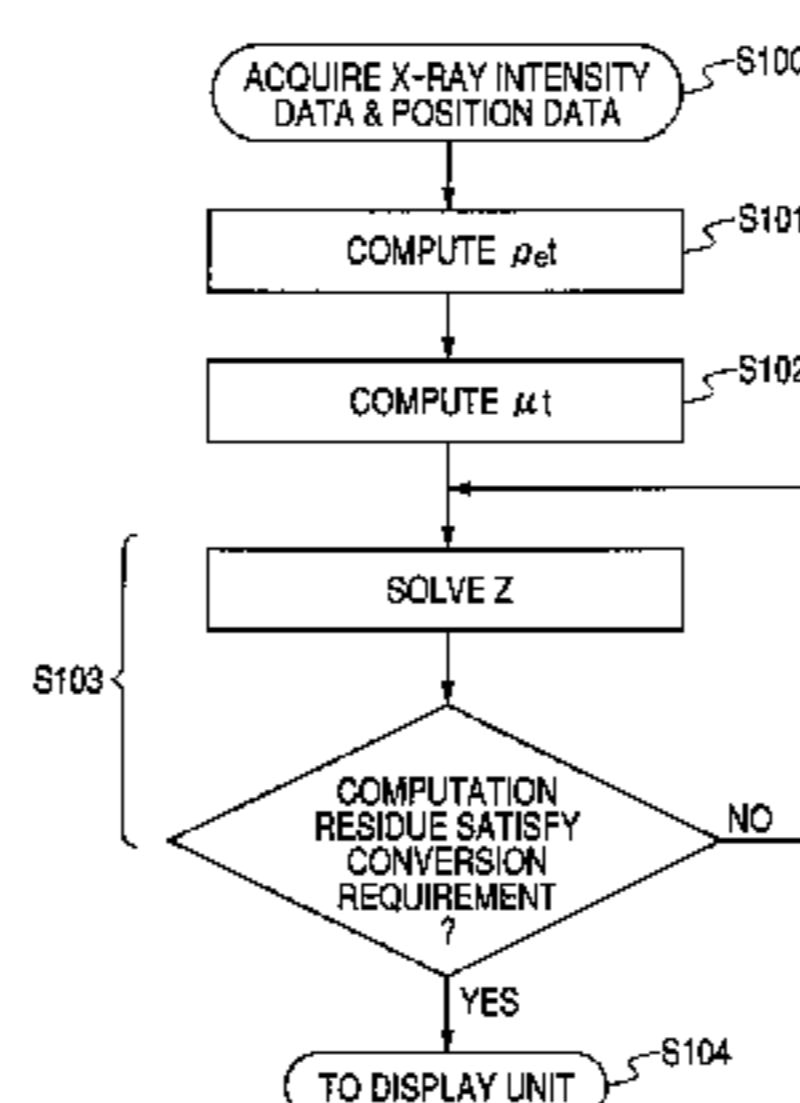 ACQUIRE X-RAY INTENSITY
DATA & POSITION DATA
S100
COMPUTE ρet
S101
COMPUTE μt
S102
SOLVE Z
S103
COMPUTATION
RESIDUE SATISFY
CONVERSION
REQUIREMENT
?
NO
YES
TO DISPLAY UNIT
S104